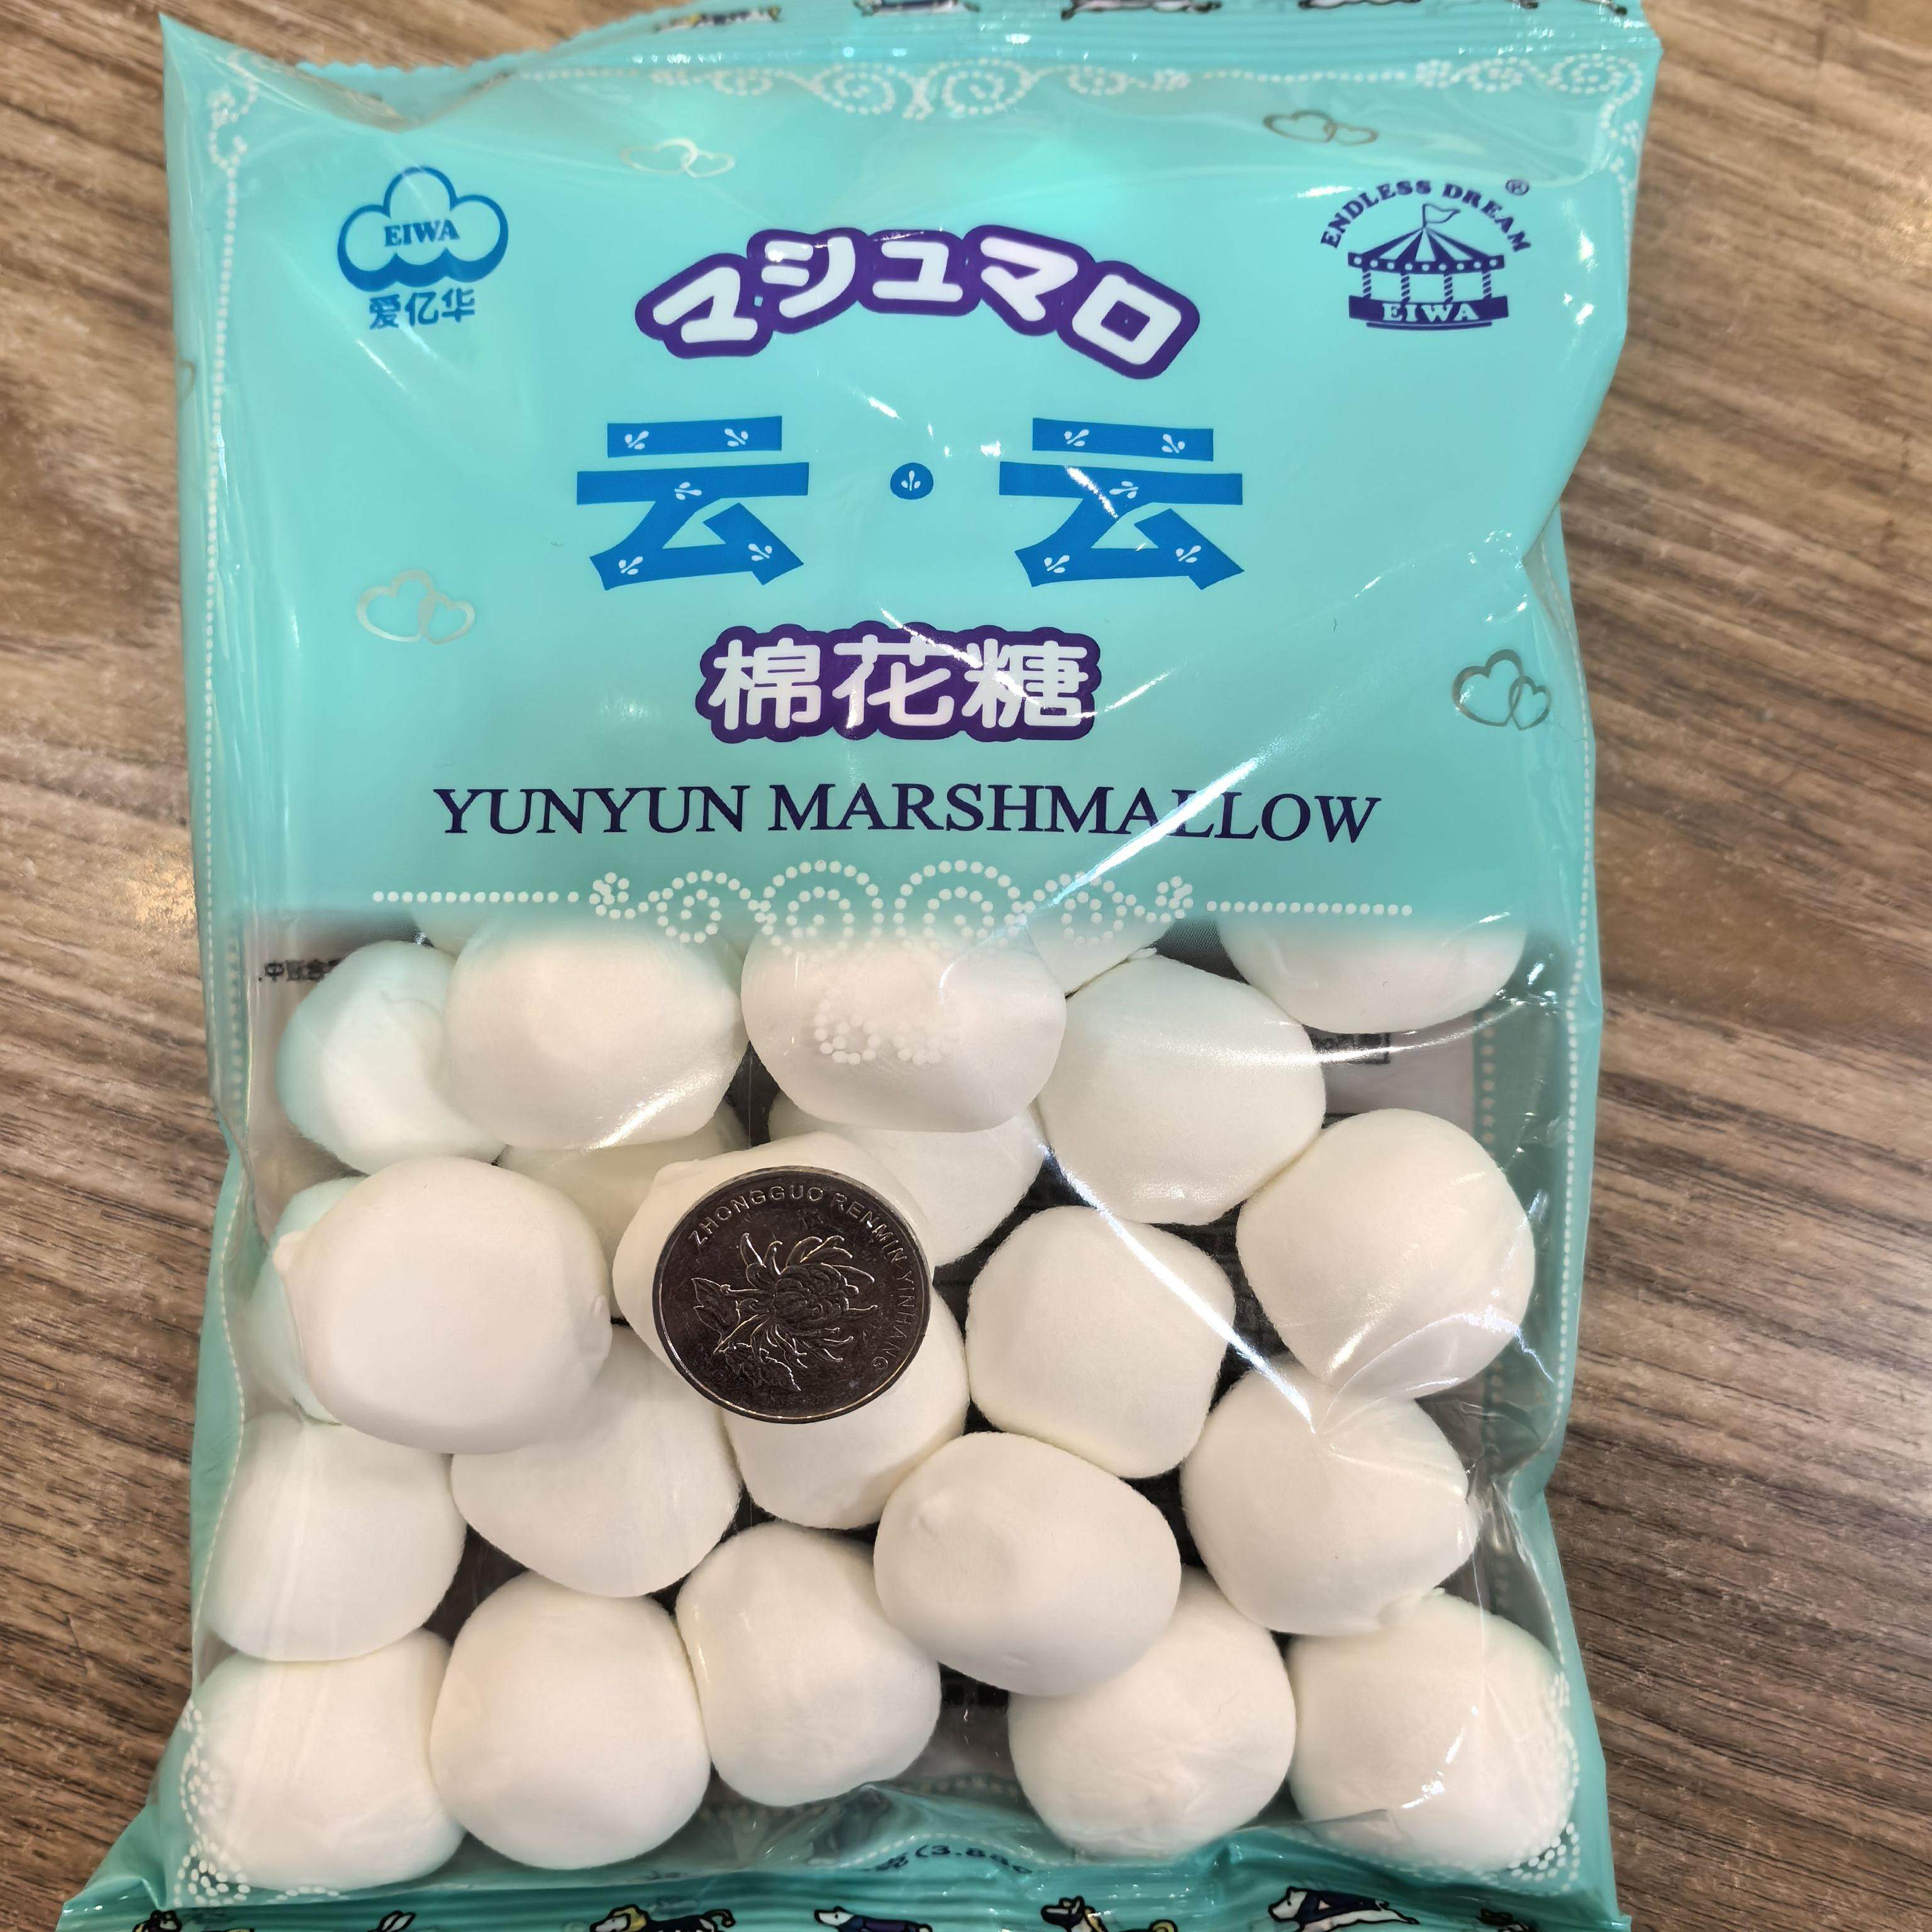 EIWA
爱亿华
ENDLESS DREAM®
EIWA
マシュマロ
云·云
棉花糖
YUNYUN MARSHMALLOW
ZHONGGUO RENMIN YINHANG